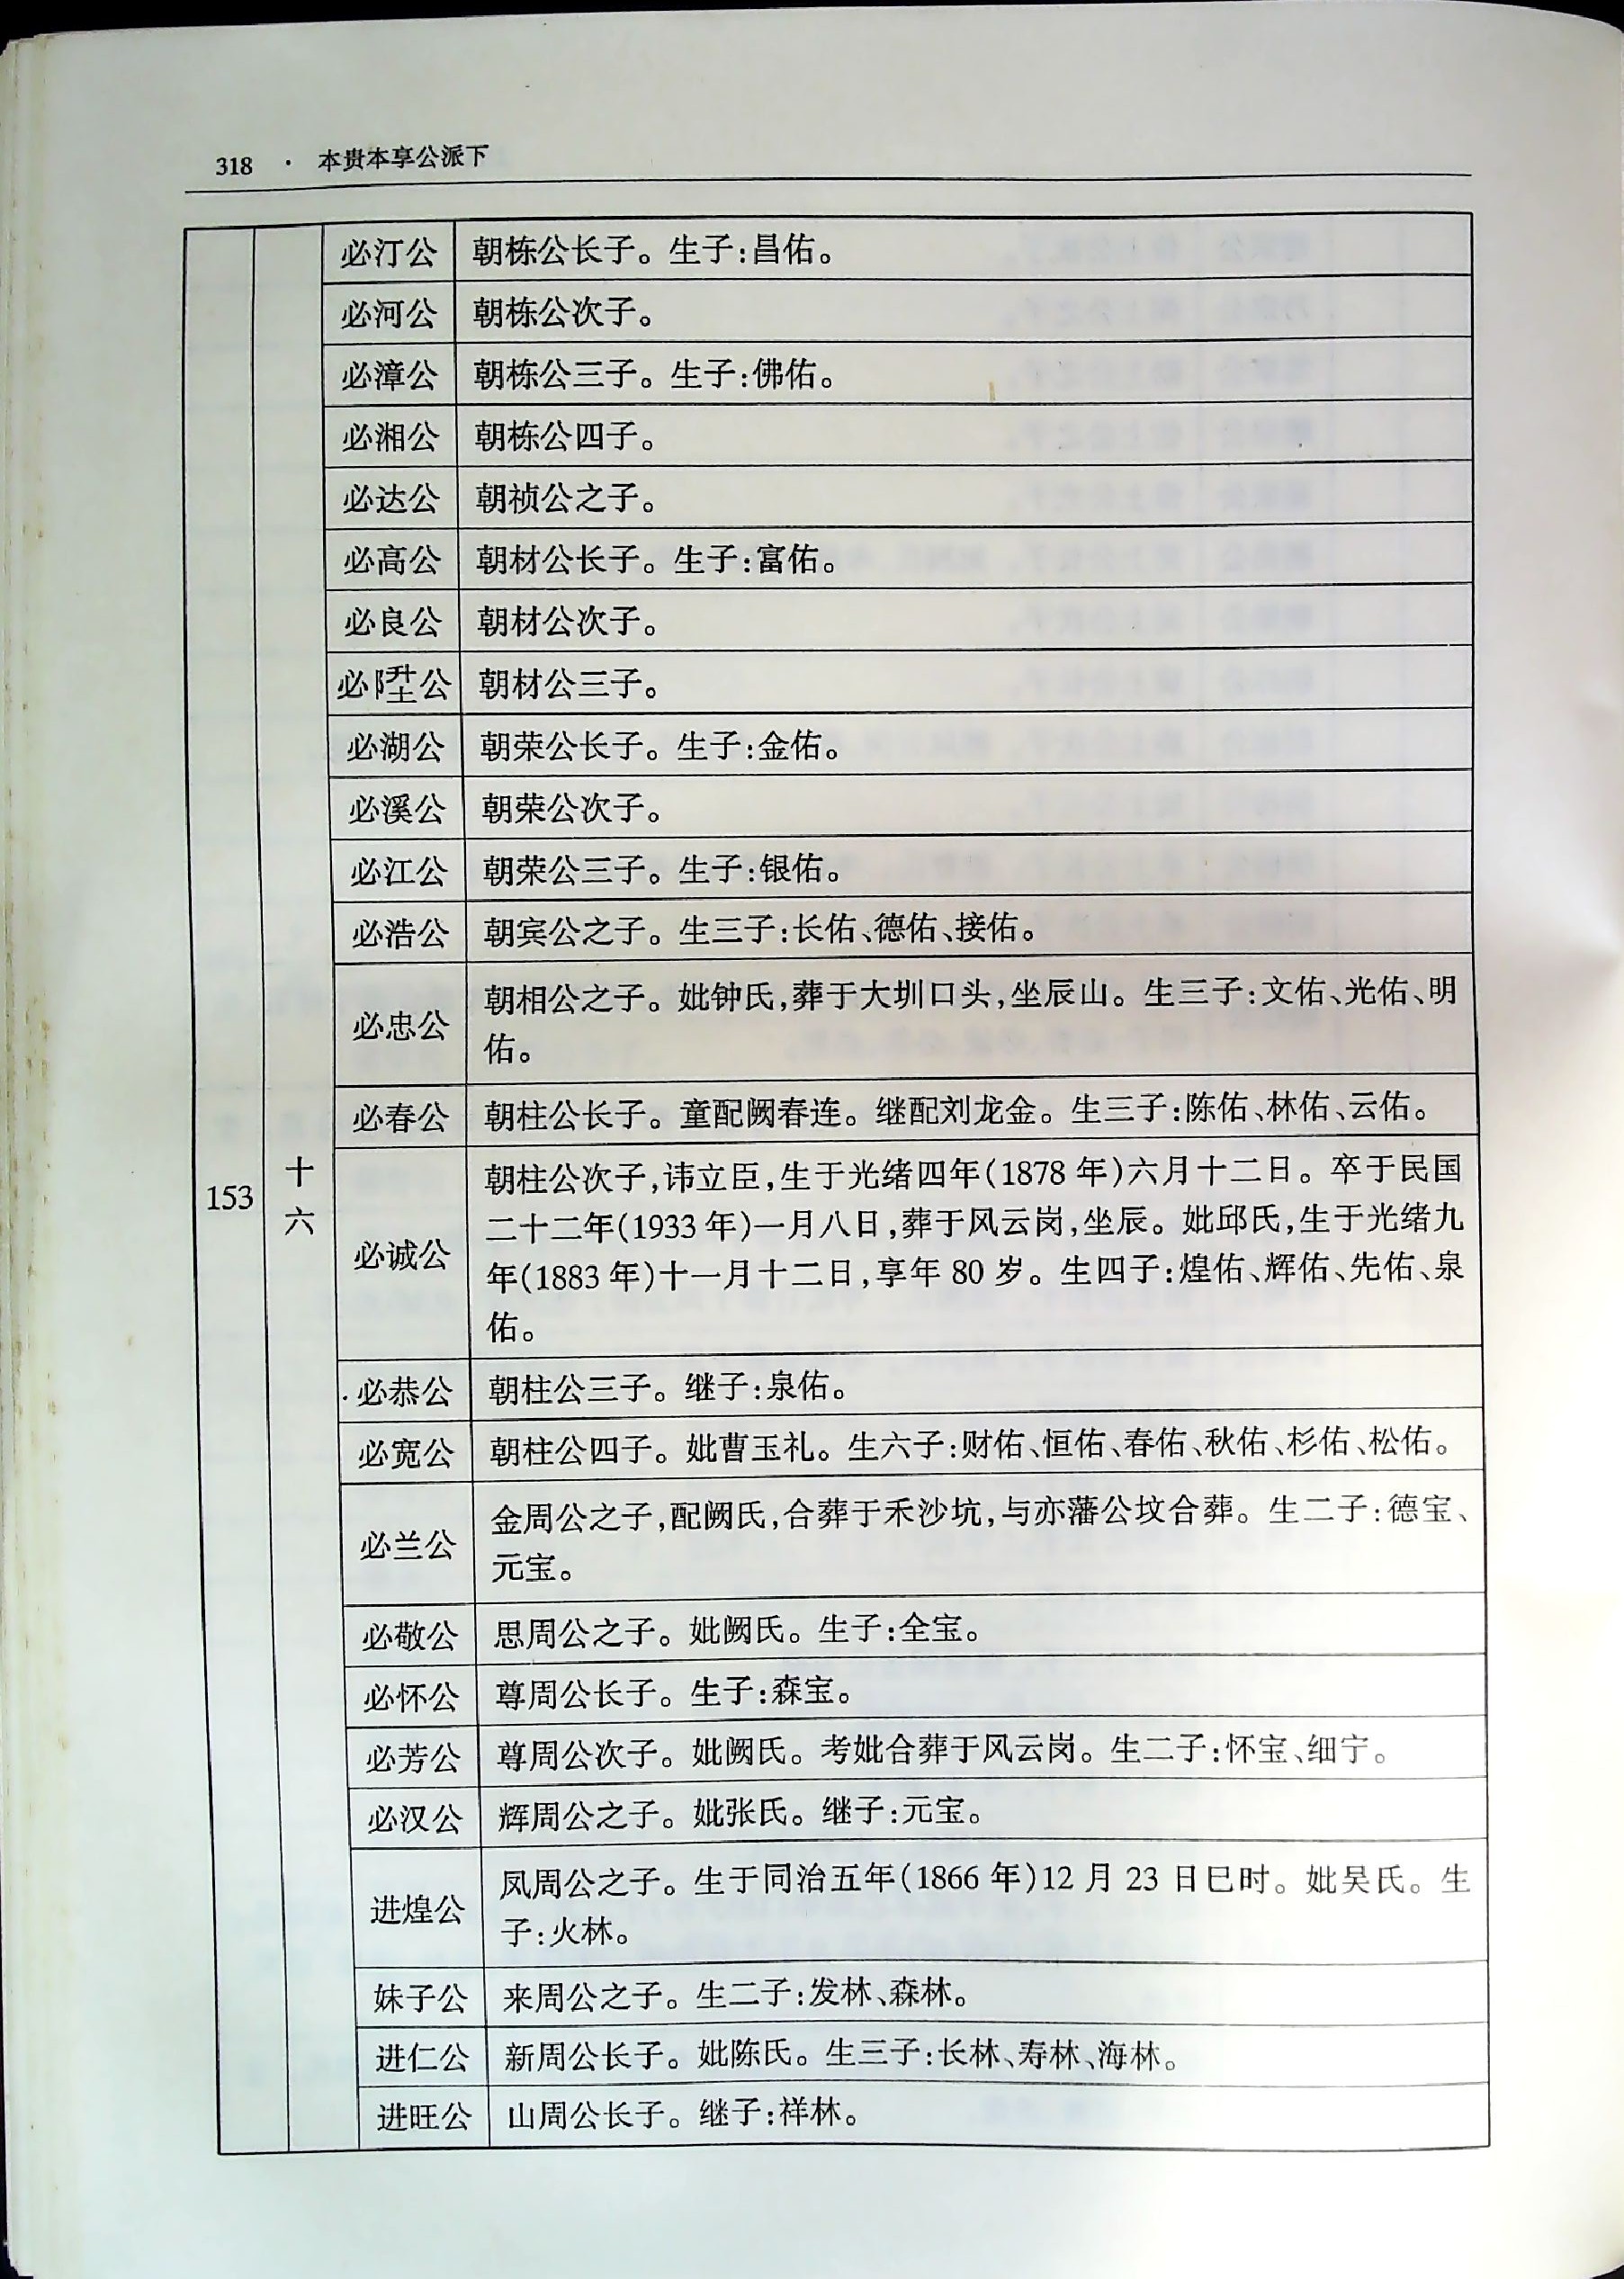 318 · 本贵本享公派下
153
十
六
必汀公 朝栋公长子。生子:昌佑。
必河公 朝栋公次子。
必漳公 朝栋公三子。生子:佛佑。
必湘公 朝栋公四子。
必达公 朝祯公之子。
必高公 朝材公长子。生子:富佑。
必良公 朝材公次子。
必陞公 朝材公三子。
必湖公 朝荣公长子。生子:金佑。
必溪公 朝荣公次子。
必江公 朝荣公三子。生子:银佑。
必浩公 朝宾公之子。生三子:长佑、德佑、接佑。
必忠公 朝相公之子。妣钟氏,葬于大圳口头,坐辰山。生三子:文佑、光佑、明
佑。
必春公 朝柱公长子。童配阙春连。继配刘龙金。生三子:陈佑、林佑、云佑。
必诚公 朝柱公次子,讳立臣,生于光绪四年(1878年)六月十二日。卒于民国
二十二年(1933年)一月八日,葬于风云岗,坐辰。妣邱氏,生于光绪九
年(1883年)十一月十二日,享年80岁。生四子:煌佑、辉佑、先佑、泉
佑。
必恭公 朝柱公三子。继子:泉佑。
必宽公 朝柱公四子。妣曹玉礼。生六子:财佑、恒佑、春佑、秋佑、杉佑、松佑。
必兰公 金周公之子,配阙氏,合葬于禾沙坑,与亦藩公坟合葬。生二子:德宝、
元宝。
必敬公 思周公之子。妣阙氏。生子:全宝。
必怀公 尊周公长子。生子:森宝。
必芳公 尊周公次子。妣阙氏。考妣合葬于风云岗。生二子:怀宝、细宁。
必汉公 辉周公之子。妣张氏。继子:元宝。
进煌公 凤周公之子。生于同治五年(1866年)12月23日巳时。妣吴氏。生
子:火林。
妹子公 来周公之子。生二子:发林、森林。
进仁公 新周公长子。妣陈氏。生三子:长林、寿林、海林。
进旺公 山周公长子。继子:祥林。